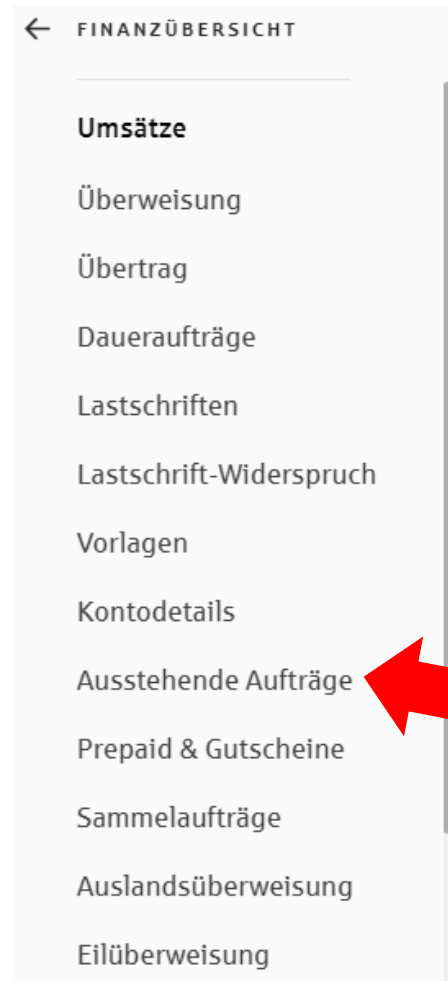 ← FINANZÜBERSICHT
Umsätze
Überweisung
Übertrag
Daueraufträge
Lastschriften
Lastschrift-Widerspruch
Vorlagen
Kontodetails
Ausstehende Aufträge
Prepaid & Gutscheine
Sammelaufträge
Auslandsüberweisung
Eilüberweisung